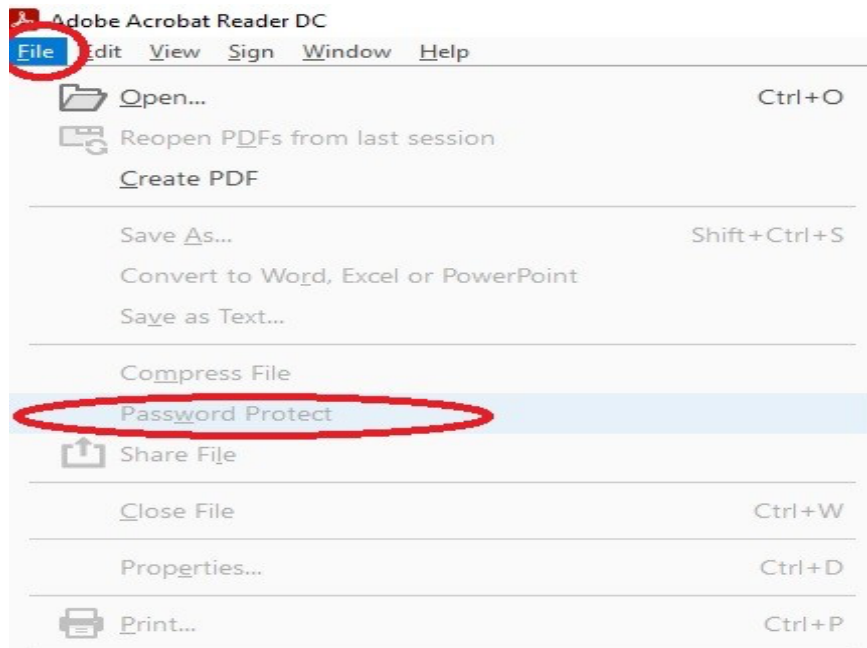 Adobe Acrobat Reader DC
File Edit View Sign Window Help
Open... Ctrl+O
Reopen PDFs from last session
Create PDF
Save As... Shift+Ctrl+S
Convert to Word, Excel or PowerPoint
Save as Text...
Compress File
Password Protect
Share File
Close File Ctrl+W
Properties... Ctrl+D
Print... Ctrl+P